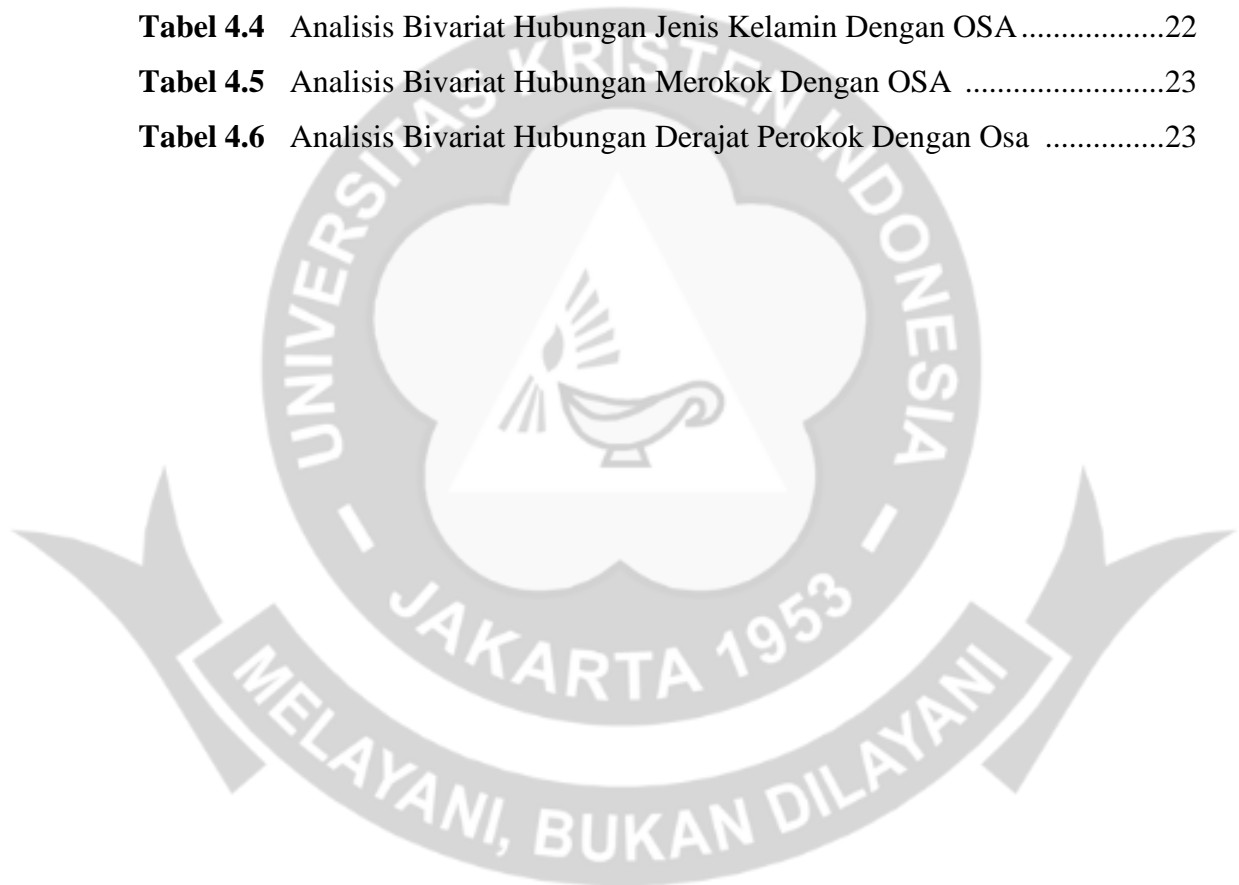 Tabel 4.4 Analisis Bivariat Hubungan Jenis Kelamin Dengan OSA..................22
Tabel 4.5 Analisis Bivariat Hubungan Merokok Dengan OSA ........................23
Tabel 4.6 Analisis Bivariat Hubungan Derajat Perokok Dengan Osa ...............23
UNIVERSITAS KRISTEN INDONESIA
- JAKARTA 1953 -
MELAYANI, BUKAN DILAYANI